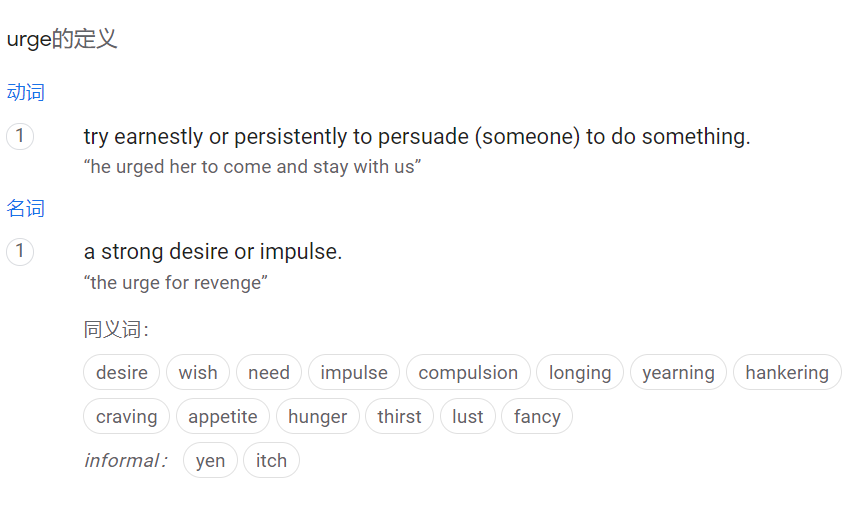 urge的定义
动词
1 try earnestly or persistently to persuade (someone) to do something.
“he urged her to come and stay with us”
名词
1 a strong desire or impulse.
“the urge for revenge”
同义词：
desire wish need impulse compulsion longing yearning hankering
craving appetite hunger thirst lust fancy
informal： yen itch